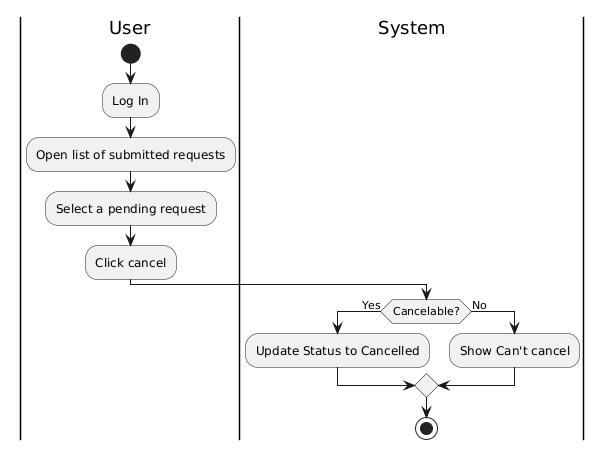 User
System
Log In
Open list of submitted requests
Select a pending request
Click cancel
Cancelable?
Yes
No
Update Status to Cancelled
Show Can't cancel